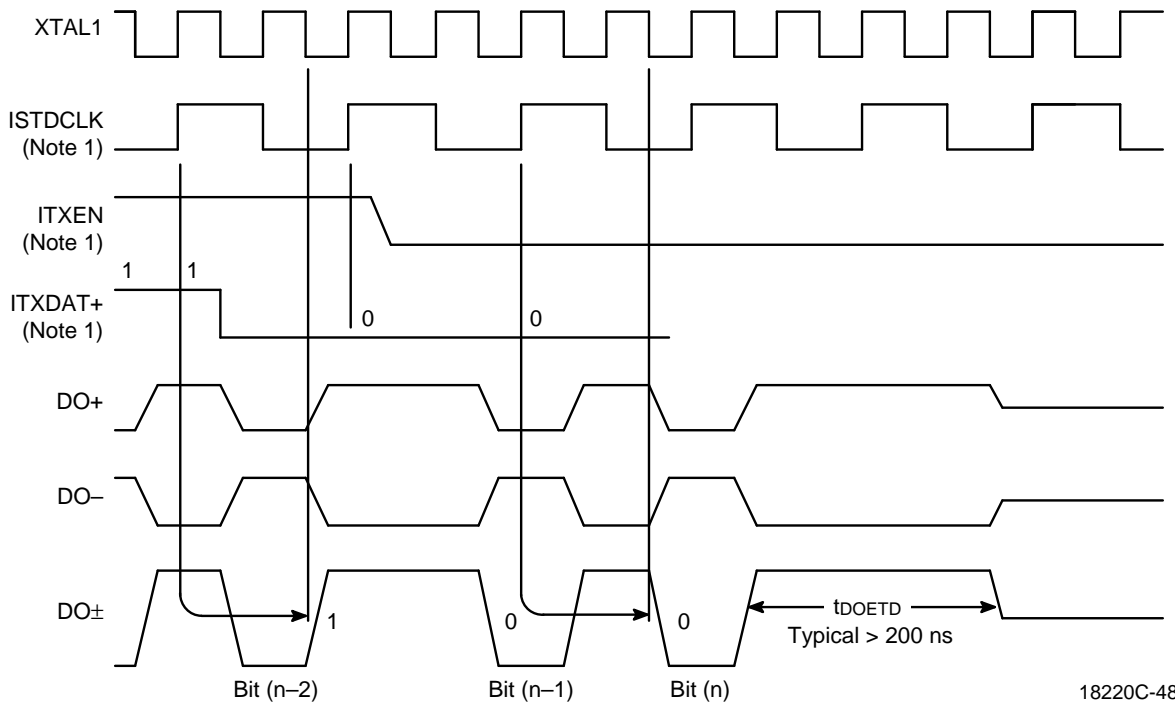 XTAL1
ISTDCLK
(Note 1)
ITXEN
(Note 1)
1 1
ITXDAT+
(Note 1)
0 0
DO+
DO–
DO±
1 0 0
tDOETD
Typical > 200 ns
Bit (n–2) Bit (n–1) Bit (n)
18220C-48